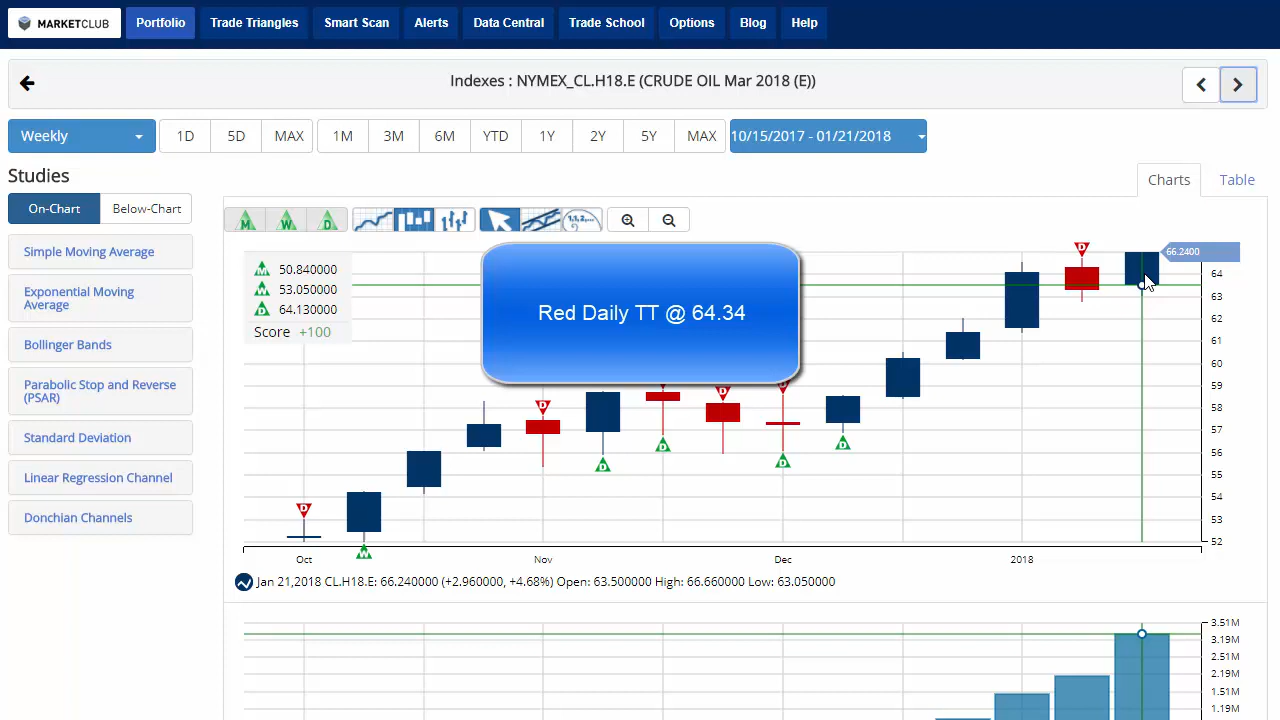 MARKETCLUB Portfolio Trade Triangles Smart Scan Alerts Data Central Trade School Options Blog Help
Indexes : NYMEX_CL.H18.E (CRUDE OIL Mar 2018 (E))
Weekly 1D 5D MAX 1M 3M 6M YTD 1Y 2Y 5Y MAX 10/15/2017 - 01/21/2018
Studies
Charts Table
On-Chart Below-Chart
M W D
Simple Moving Average
Exponential Moving
Average
Bollinger Bands
Parabolic Stop and Reverse
(PSAR)
Standard Deviation
Linear Regression Channel
Donchian Channels
M 50.840000
W 53.050000
D 64.130000
Score +100
Red Daily TT @ 64.34
D
66.2400
64
63
62
61
60
59
58
57
56
55
54
53
52
D
D
D
D
D
D
D
D
D
W
Oct Nov Dec 2018
Jan 21,2018 CL.H18.E: 66.240000 (+2.960000, +4.68%) Open: 63.500000 High: 66.660000 Low: 63.050000
3.51M
3.19M
2.51M
2.19M
1.51M
1.19M